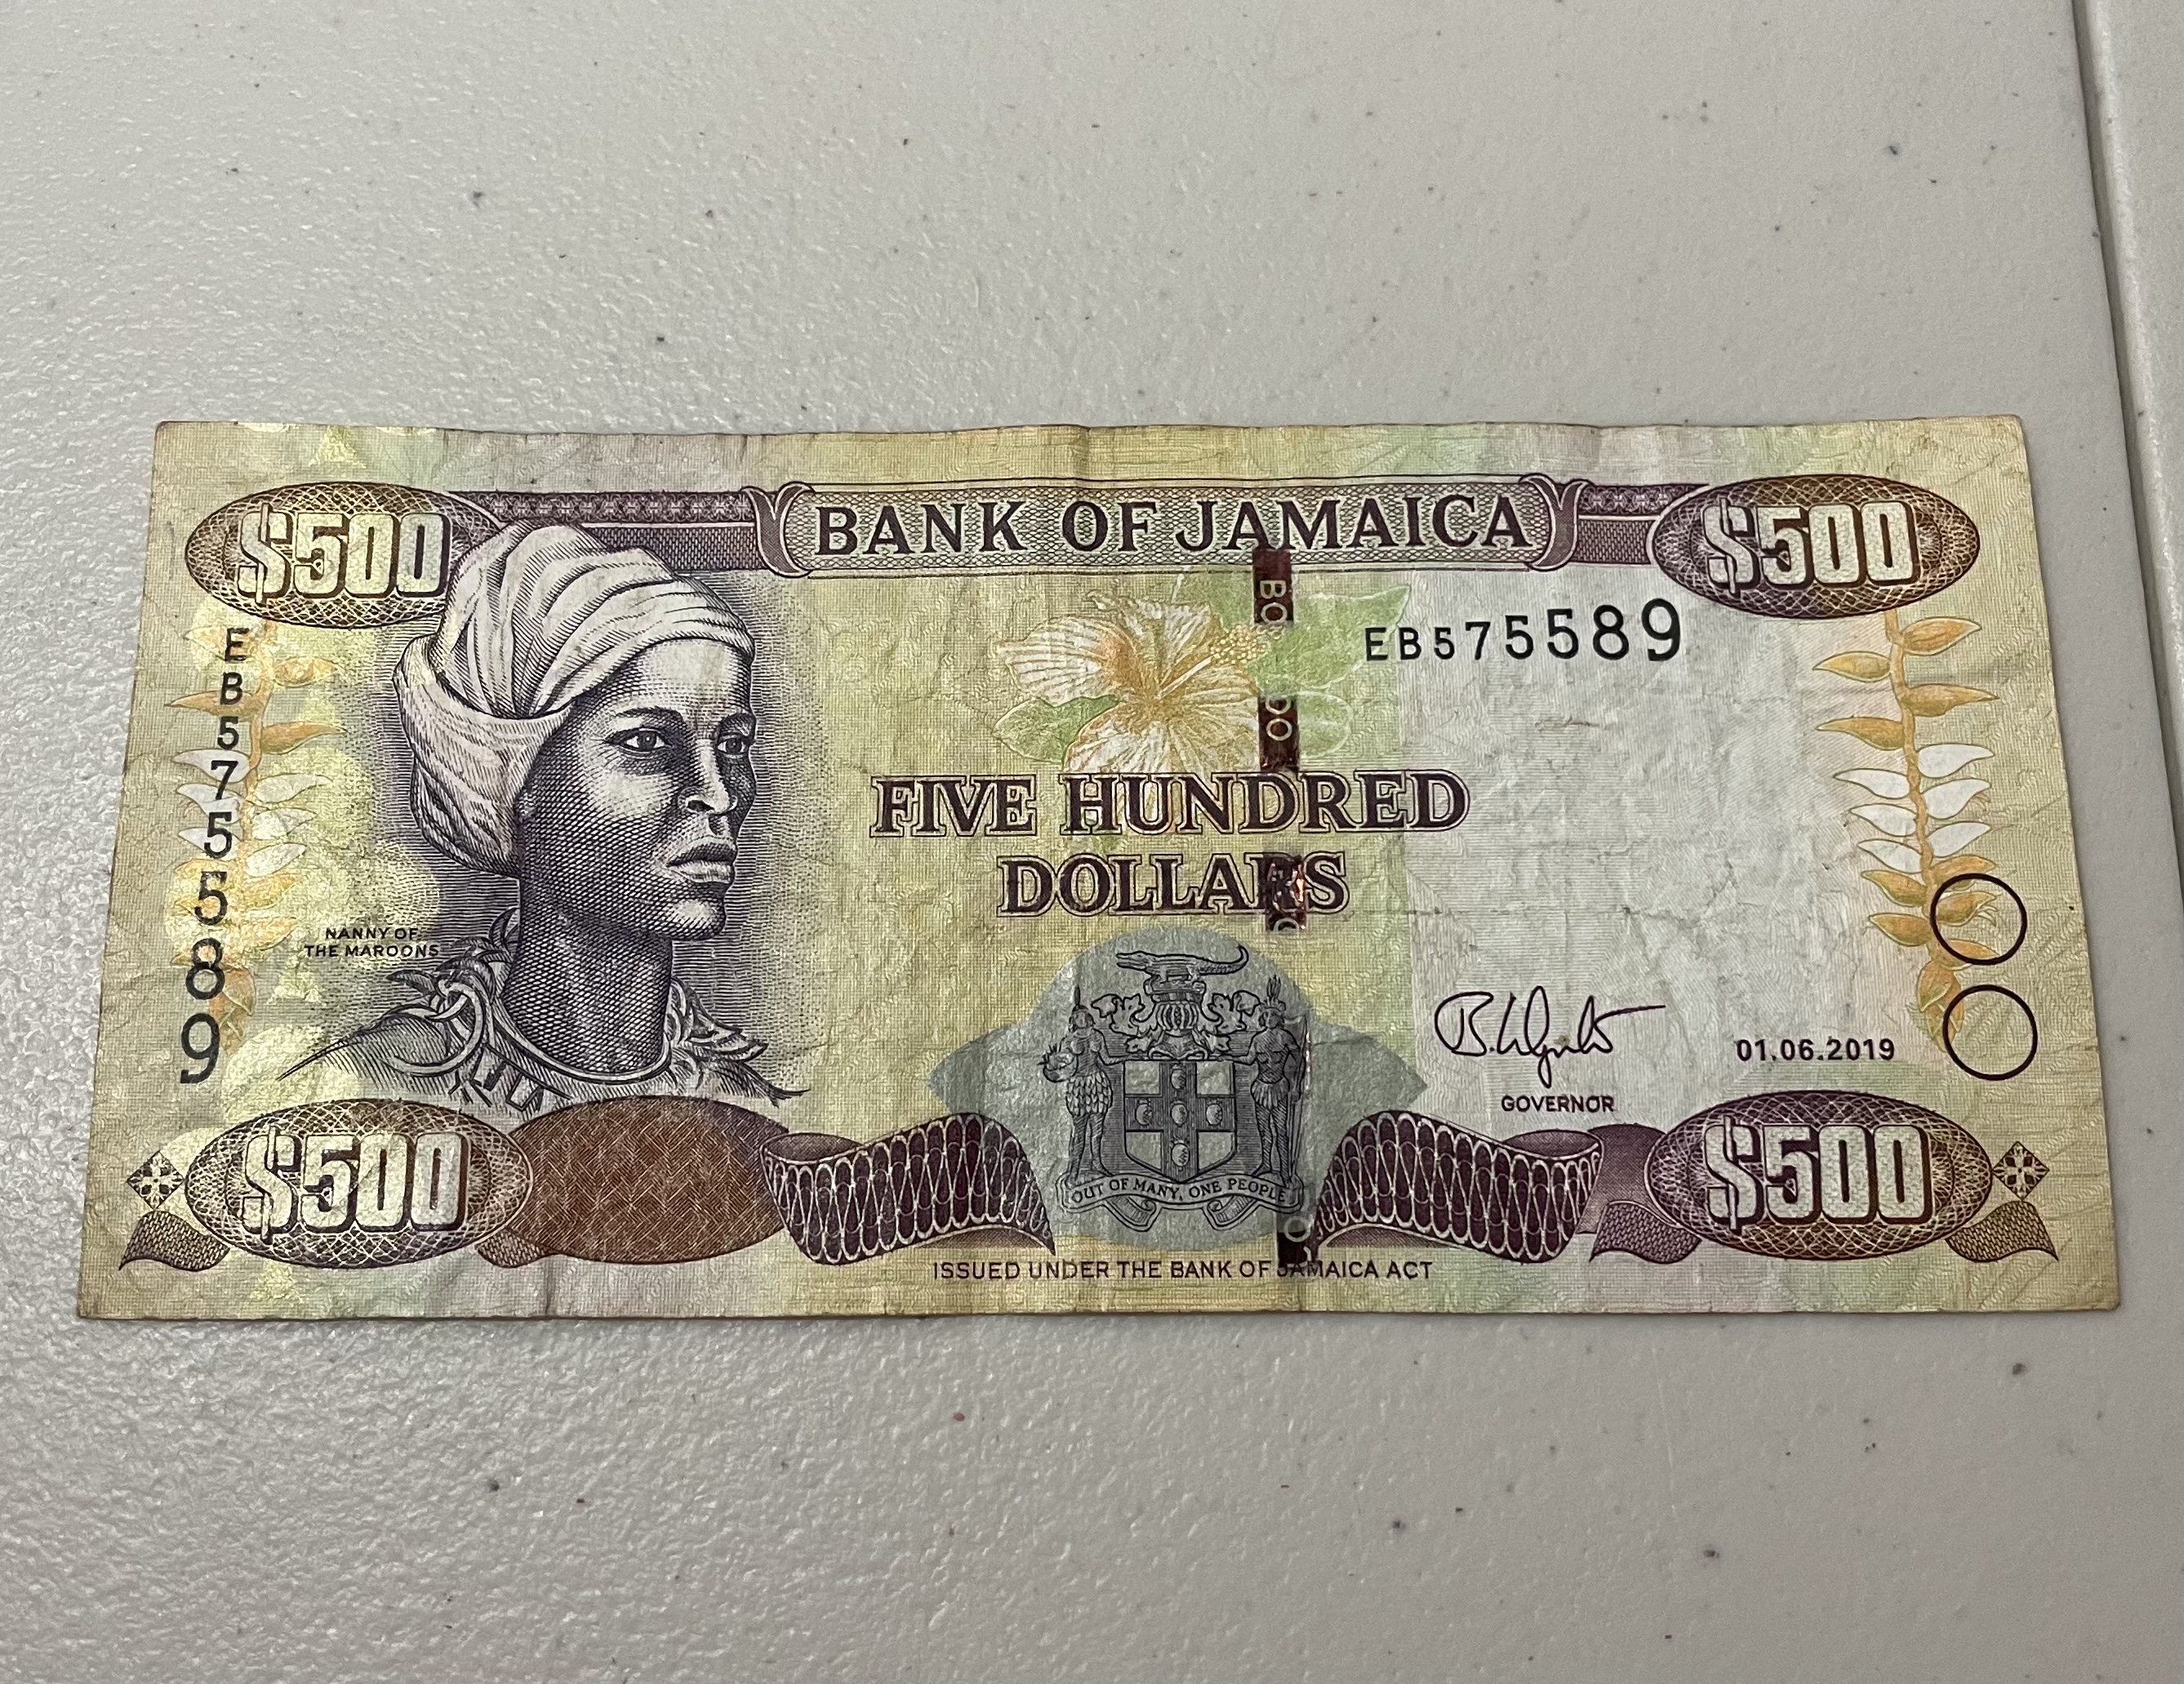 BANK OF JAMAICA
$500
$500
EB575589
EB575589
FIVE HUNDRED
DOLLARS
NANNY OF
THE MAROONS
GOVERNOR
01.06.2019
$500
$500
OUT OF MANY, ONE PEOPLE
ISSUED UNDER THE BANK OF JAMAICA ACT